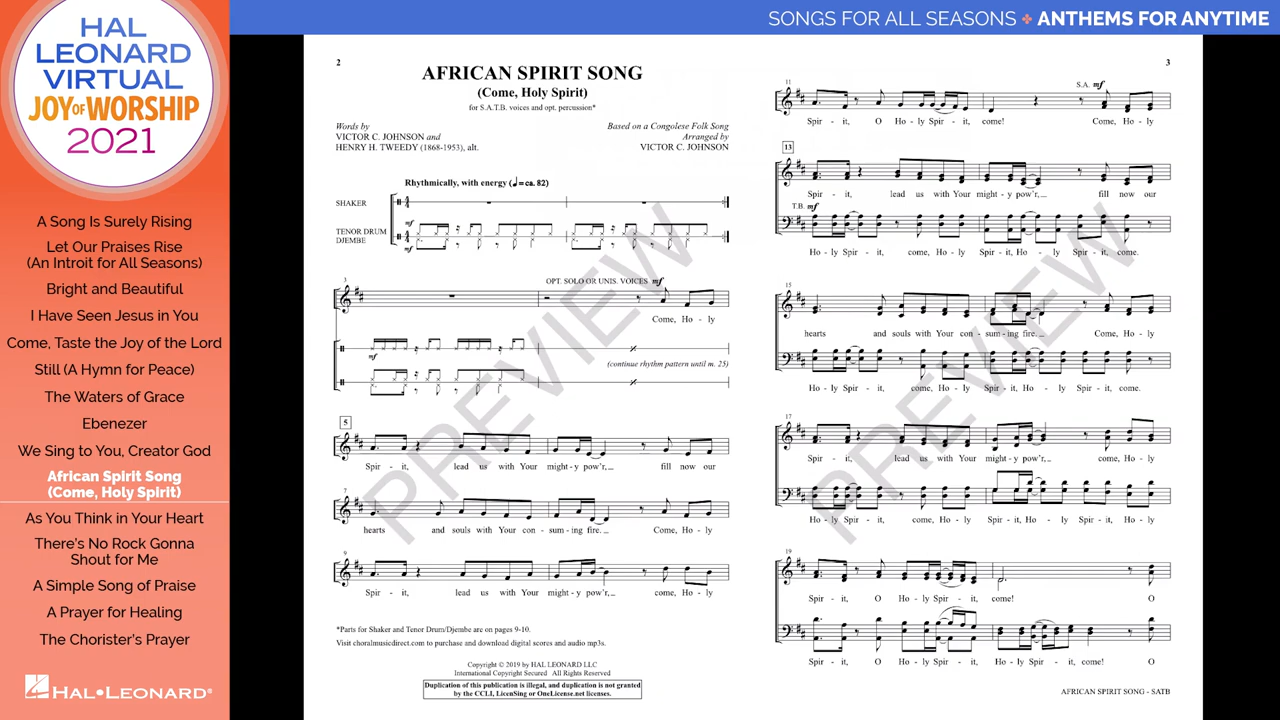 HAL
LEONARD
VIRTUAL
JOY OF WORSHIP
2021
SONGS FOR ALL SEASONS ✤ ANTHEMS FOR ANYTIME
A Song Is Surely Rising
Let Our Praises Rise
(An Introit for All Seasons)
Bright and Beautiful
I Have Seen Jesus in You
Come, Taste the Joy of the Lord
Still (A Hymn for Peace)
The Waters of Grace
Ebenezer
We Sing to You, Creator God
African Spirit Song
(Come, Holy Spirit)
As You Think in Your Heart
There's No Rock Gonna
Shout for Me
A Simple Song of Praise
A Prayer for Healing
The Chorister's Prayer
HAL•LEONARD®
2
AFRICAN SPIRIT SONG
(Come, Holy Spirit)
for S.A.T.B. voices and opt. percussion*
Words by
VICTOR C. JOHNSON and
HENRY H. TWEEDY (1868-1953), alt.
Based on a Congolese Folk Song
Arranged by
VICTOR C. JOHNSON
Rhythmically, with energy (♩ = ca. 82)
SHAKER
mf
TENOR DRUM
DJEMBE
mf
3
OPT. SOLO OR UNIS. VOICES mf
Come, Ho - ly
mf
(continue rhythm pattern until m. 25)
5
Spir - it, lead us with Your might - y pow'r, fill now our
7
hearts and souls with Your con - sum - ing fire. Come, Ho - ly
9
Spir - it, lead us with Your might - y pow'r, come, Ho - ly
*Parts for Shaker and Tenor Drum/Djembe are on pages 9-10.
Visit choralmusicdirect.com to purchase and download digital scores and audio mp3s.
Copyright © 2019 by HAL LEONARD LLC
International Copyright Secured All Rights Reserved
Duplication of this publication is illegal, and duplication is not granted
by the CCLI, LicenSing or OneLicense.net licenses.
PREVIEW
3
11
S.A. mf
Spir - it, O Ho - ly Spir - it, come! Come, Ho - ly
13
Spir - it, lead us with Your might - y pow'r, fill now our
T.B. mf
Ho - ly Spir - it, come, Ho - ly Spir - it, Ho - ly Spir - it, come.
15
hearts and souls with Your con - sum - ing fire. Come, Ho - ly
Ho - ly Spir - it, come, Ho - ly Spir - it, Ho - ly Spir - it, come.
17
Spir - it, lead us with Your might - y pow'r, come, Ho - ly
Ho - ly Spir - it, come, Ho - ly Spir - it, Ho - ly Spir - it, Ho - ly
19
Spir - it, O Ho - ly Spir - it, come! O
Spir - it, O Ho - ly Spir - it, Ho - ly Spir - it, come! O
AFRICAN SPIRIT SONG - SATB
PREVIEW